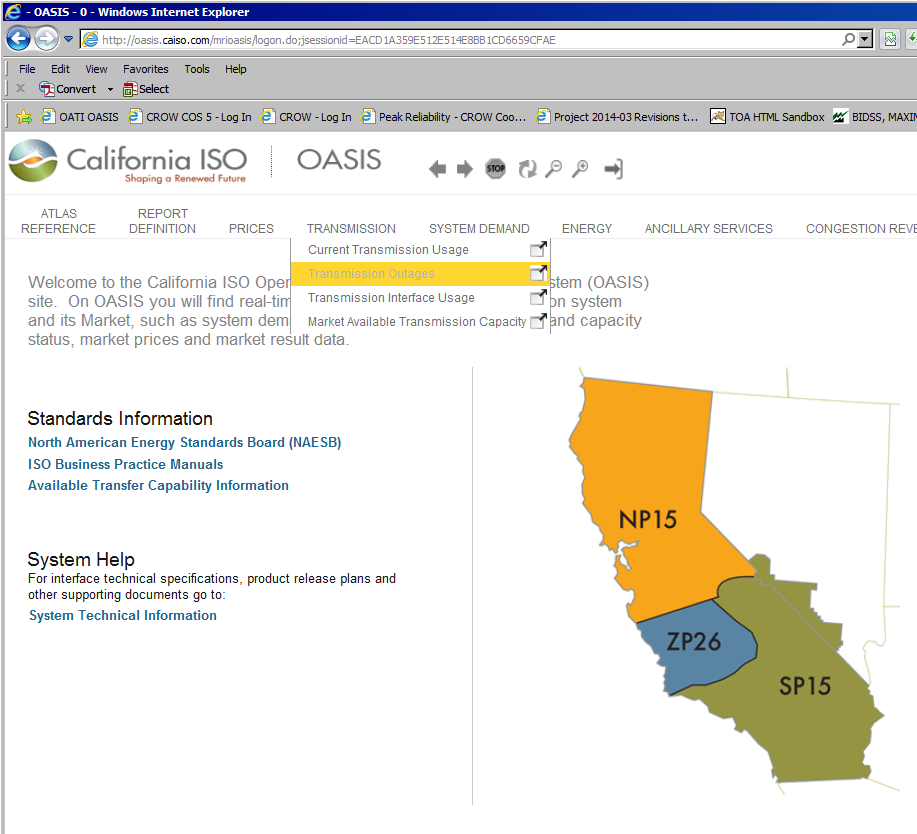 - OASIS - 0 - Windows Internet Explorer
http://oasis.caiso.com/mrioasis/logon.do;jsessionid=EACD1A359E512E514E8BB1CD6659CFAE
File Edit View Favorites Tools Help
Convert Select
OATI OASIS CROW COS 5 - Log In CROW - Log In Peak Reliability - CROW Coo... Project 2014-03 Revisions t... TOA HTML Sandbox BIDSS, MAXIM
California ISO OASIS STOP
Shaping a Renewed Future
ATLAS REFERENCE REPORT DEFINITION PRICES TRANSMISSION SYSTEM DEMAND ENERGY ANCILLARY SERVICES CONGESTION REVE
Current Transmission Usage
Transmission Outages
Transmission Interface Usage
Market Available Transmission Capacity
Welcome to the California ISO Oper stem (OASIS)
site. On OASIS you will find real-tim on system
and its Market, such as system dem and capacity
status, market prices and market result data.
Standards Information
North American Energy Standards Board (NAESB)
ISO Business Practice Manuals
Available Transfer Capability Information
System Help
For interface technical specifications, product release plans and
other supporting documents go to:
System Technical Information
NP15
ZP26
SP15